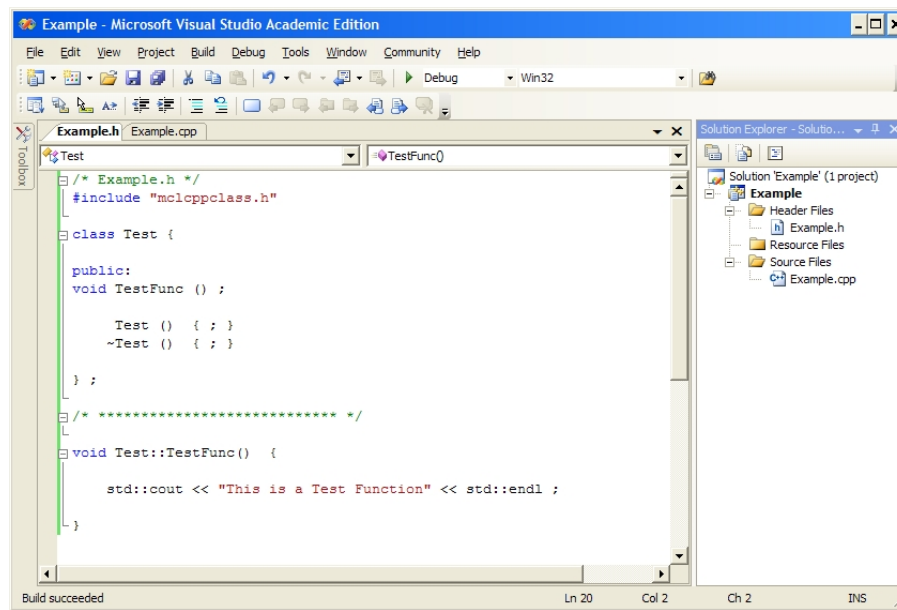 Example - Microsoft Visual Studio Academic Edition
File Edit View Project Build Debug Tools Window Community Help
Debug Win32
Example.h Example.cpp
Solution Explorer - Solutio...
Toolbox
Test TestFunc()
/* Example.h */
#include "mclcppclass.h"
class Test {
public:
void TestFunc () ;
Test () { ; }
~Test () { ; }
} ;
/* **************************** */
void Test::TestFunc() {
std::cout << "This is a Test Function" << std::endl ;
}
Solution 'Example' (1 project)
Example
Header Files
Example.h
Resource Files
Source Files
Example.cpp
Build succeeded Ln 20 Col 2 Ch 2 INS